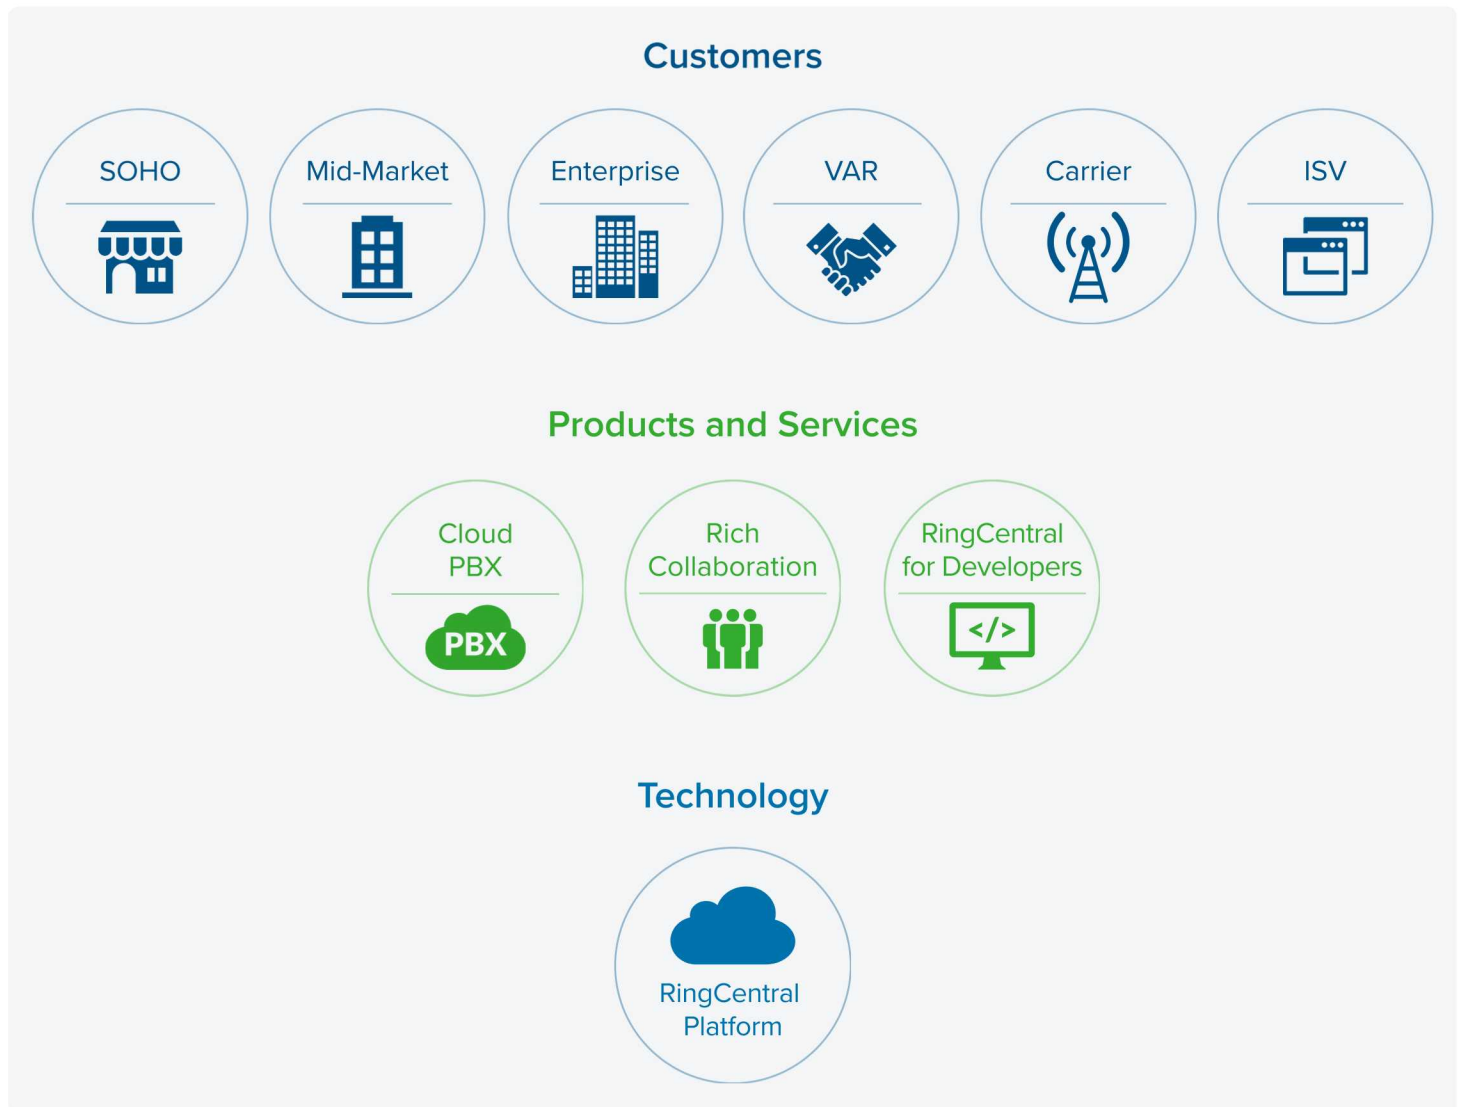 Customers
SOHO
Mid-Market
Enterprise
VAR
Carrier
ISV
Products and Services
Cloud
PBX
PBX
Rich
Collaboration
RingCentral
for Developers
</>
Technology
RingCentral
Platform